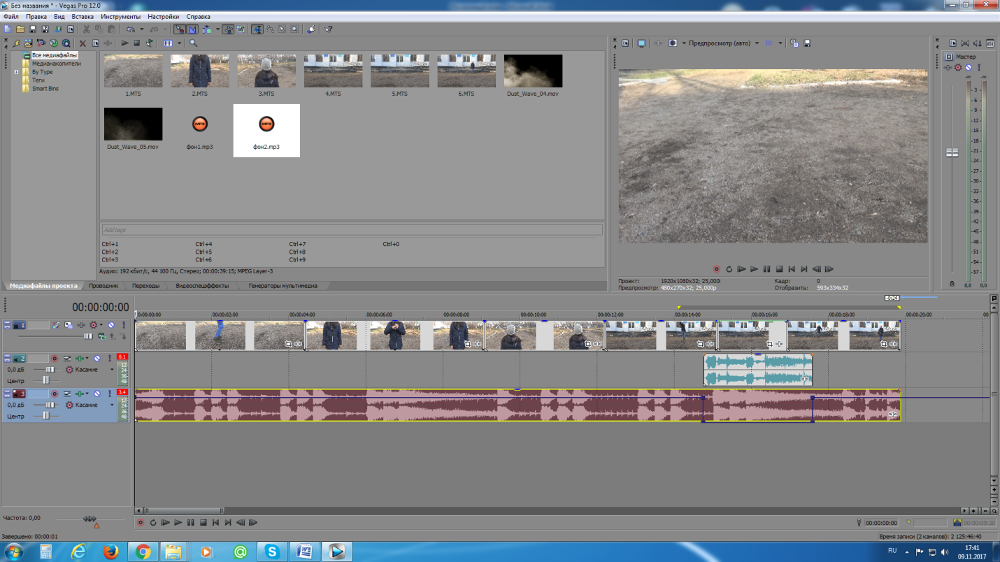 Без названия * - Vegas Pro 12.0
Файл Правка Вид Вставка Инструменты Настройки Справка
Все медиафайлы
Медианакопители
By Type
Теги
Smart Bins
1.MTS 2.MTS 3.MTS 4.MTS 5.MTS 6.MTS Dust_Wave_04.mov
MP3 MP3
Dust_Wave_05.mov фон1.mp3 фон2.mp3
Add tags
Ctrl+1 Ctrl+4 Ctrl+7 Ctrl+0
Ctrl+2 Ctrl+5 Ctrl+8
Ctrl+3 Ctrl+6 Ctrl+9
Аудио: 192 кбит/с, 44 100 Гц, Стерео; 00:00:39:15; MPEG Layer-3
Медиафайлы проекта Проводник Переходы Видеоспецэффекты Генераторы мультимедиа
Предпросмотр (авто)
Проект: 1920x1080x32; 25,000i Кадр: 0
Предпросмотр: 480x270x32; 25,000p Отобразить: 593x334x32
Мастер
-∞ -∞
- 3 -
- 6 -
- 9 -
-12-
-15-
-18-
-21-
-24-
-27-
-30-
-33-
-36-
-39-
-42-
-45-
-48-
-51-
-54-
-57-
0,0 0,0
-0:24
00:00:00:00
0:00:00:00 00:00:02:00 00:00:04:00 00:00:06:00 00:00:08:00 00:00:10:00 00:00:12:00 00:00:14:00 00:00:16:00 00:00:18:00 00:00:20:00 00
1
2 0,1
0,0 дБ Касание
Центр
12
24
36
48
3 3,4
0,0 дБ Касание
Центр
12
24
36
48
Частота: 0,00
00:00:00:00 00:00:05:20
Завершено: 00:00:01 Время записи (2 каналов): 2 125:46:40
RU 17:41
09.11.2017